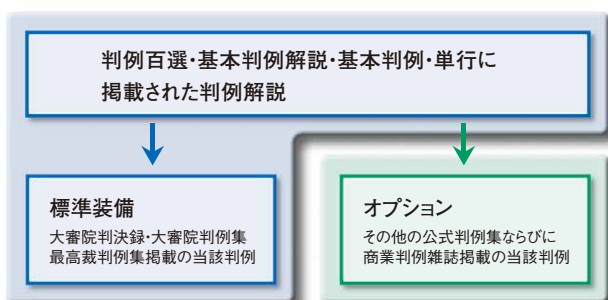 判例百選・基本判例解説・基本判例・単行に
掲載された判例解説
標準装備
大審院判決録・大審院判例集
最高裁判例集掲載の当該判例
オプション
その他の公式判例集ならびに
商業判例雑誌掲載の当該判例